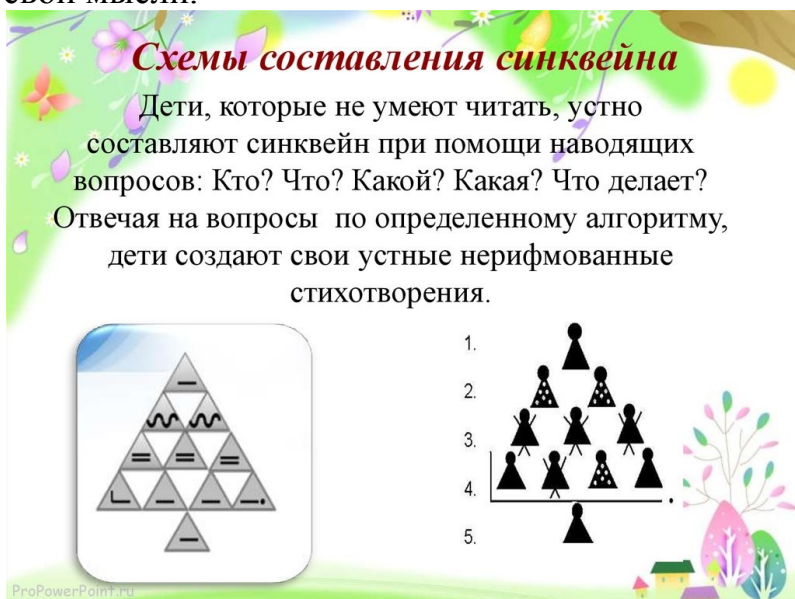 свои мысли.
Схемы составления синквейна
Дети, которые не умеют читать, устно
составляют синквейн при помощи наводящих
вопросов: Кто? Что? Какой? Какая? Что делает?
Отвечая на вопросы по определенному алгоритму,
дети создают свои устные нерифмованные
стихотворения.
1.
2.
3.
4.
5.
ProPowerPoint.ru